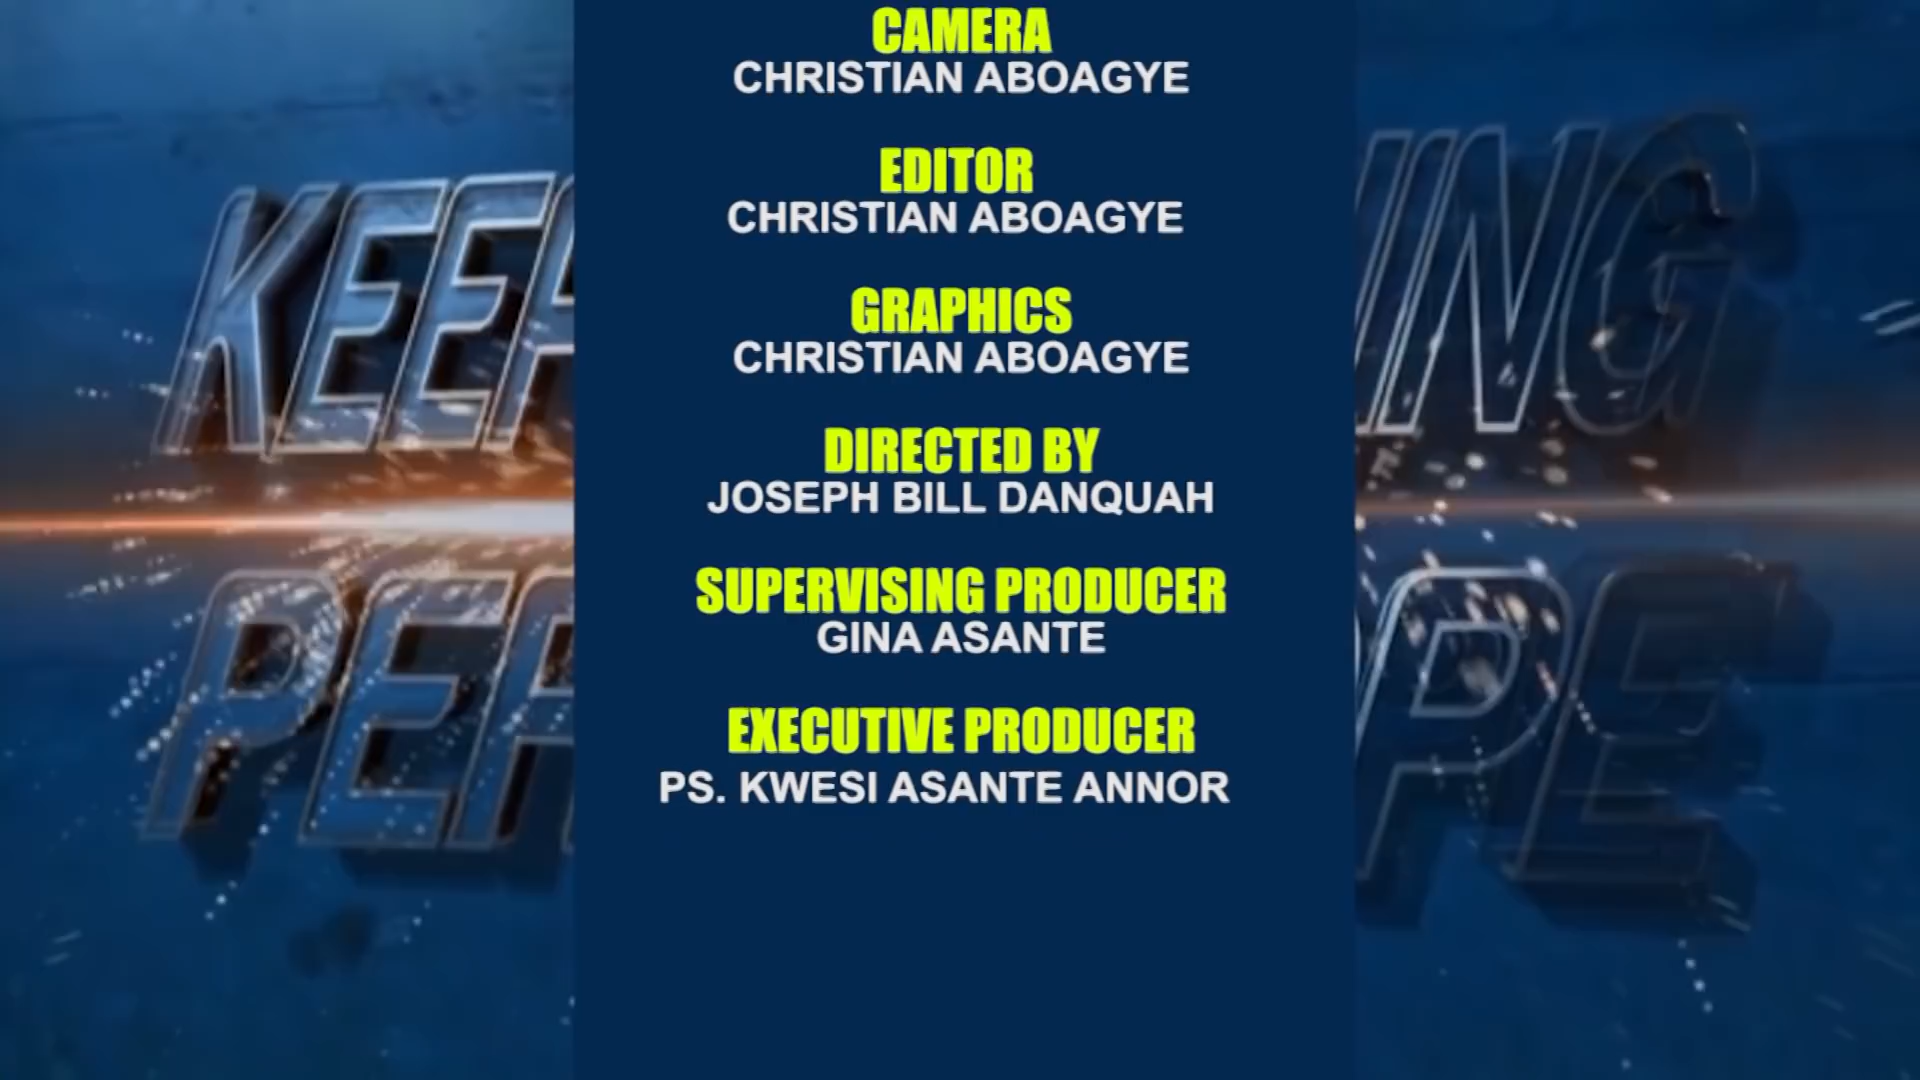 CAMERA
CHRISTIAN ABOAGYE
EDITOR
CHRISTIAN ABOAGYE
GRAPHICS
CHRISTIAN ABOAGYE
DIRECTED BY
JOSEPH BILL DANQUAH
SUPERVISING PRODUCER
GINA ASANTE
EXECUTIVE PRODUCER
PS. KWESI ASANTE ANNOR